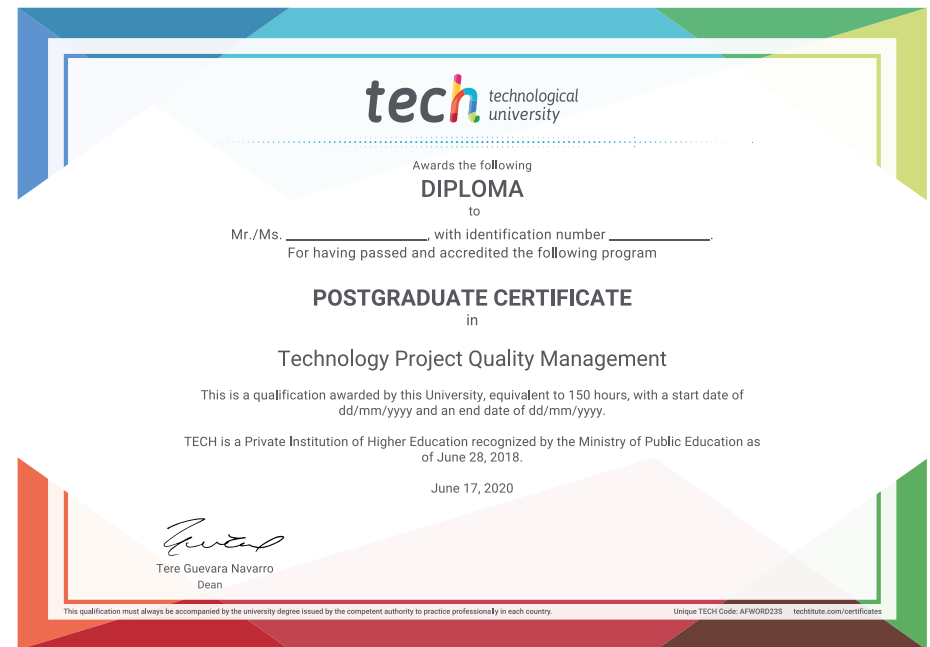 tech technological
university
Awards the following
DIPLOMA
to
Mr./Ms. ____________________, with identification number ______________.
For having passed and accredited the following program
POSTGRADUATE CERTIFICATE
in
Technology Project Quality Management
This is a qualification awarded by this University, equivalent to 150 hours, with a start date of
dd/mm/yyyy and an end date of dd/mm/yyyy.
TECH is a Private Institution of Higher Education recognized by the Ministry of Public Education as
of June 28, 2018.
June 17, 2020
Tere Guevara Navarro
Dean
This qualification must always be accompanied by the university degree issued by the competent authority to practice professionally in each country.
Unique TECH Code: AFWORD23S techtitute.com/certificates